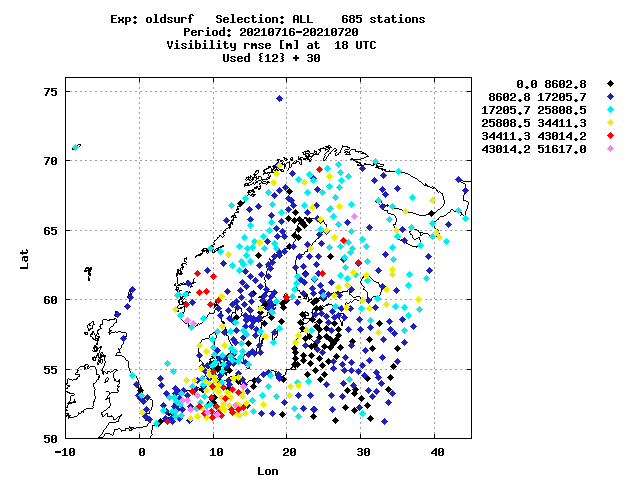 Exp: oldsurf   Selection: ALL    685 stations
Period: 20210716-20210720
Visibility rmse [m] at  18 UTC
Used {12} + 30
0.0 8602.8
8602.8 17205.7
17205.7 25808.5
25808.5 34411.3
34411.3 43014.2
43014.2 51617.0
75
70
65
60
55
50
Lat
-10 0 10 20 30 40
Lon